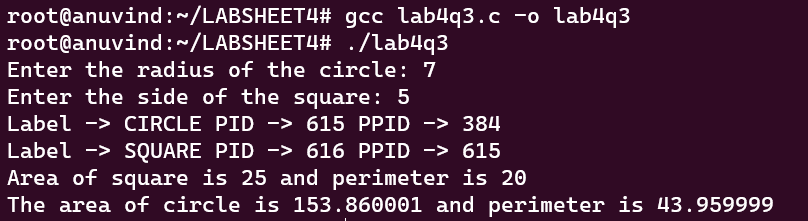 root@anuvind:~/LABSHEET4# gcc lab4q3.c -o lab4q3
root@anuvind:~/LABSHEET4# ./lab4q3
Enter the radius of the circle: 7
Enter the side of the square: 5
Label -> CIRCLE PID -> 615 PPID -> 384
Label -> SQUARE PID -> 616 PPID -> 615
Area of square is 25 and perimeter is 20
The area of circle is 153.860001 and perimeter is 43.959999